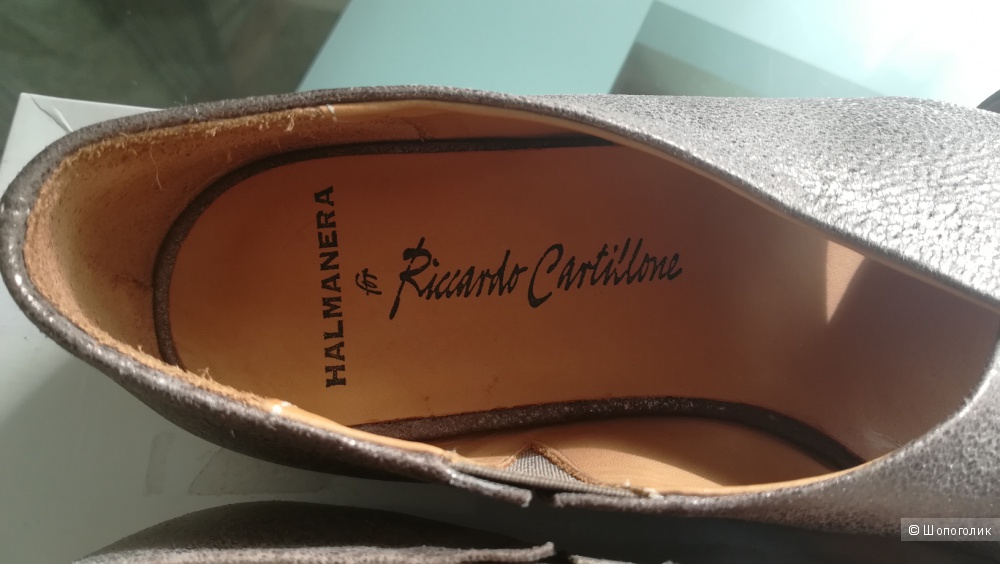 HALMANERA
for
Riccardo Cartillone
© Шопоголик